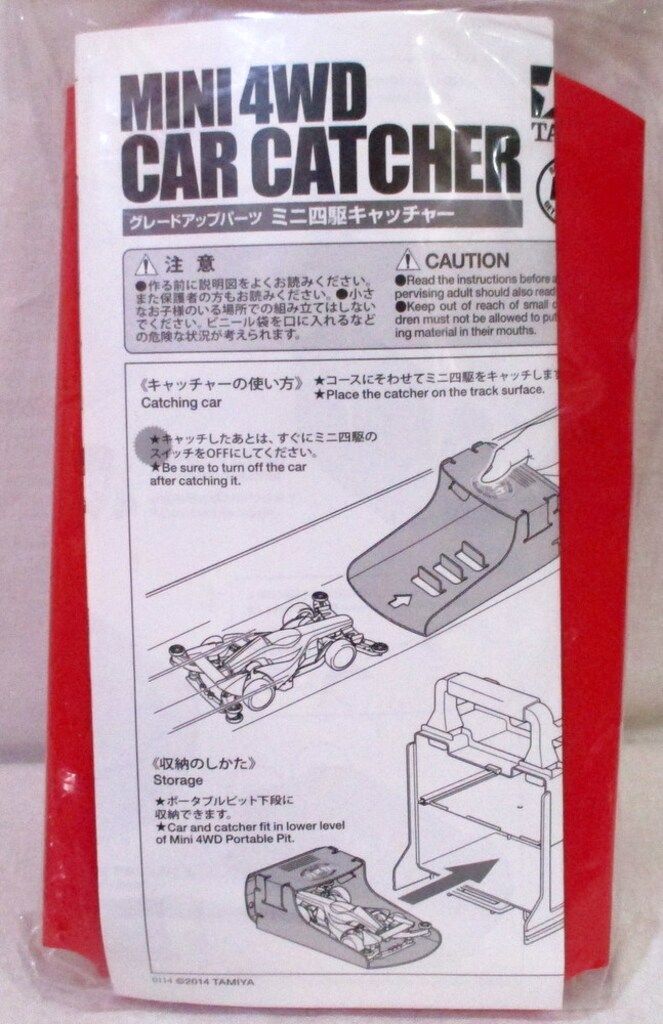 MINI 4WD
CAR CATCHER
グレードアップパーツ ミニ四駆キャッチャー
注意
●作る前に説明図をよくお読みください。
また保護者の方もお読みください。●小さ
なお子様のいる場所での組み立てはしない
でください。ビニール袋を口に入れるなど
の危険な状況が考えられます。
CAUTION
●Read the instructions before
pervising adult should also read
●Keep out of reach of small
dren must not be allowed to put
ing material in their mouths.
《キャッチャーの使い方》
Catching car
★コースにそわせてミニ四駆をキャッチしま
★Place the catcher on the track surface.
★キャッチしたあとは、すぐにミニ四駆の
スイッチをOFFにしてください。
★Be sure to turn off the car
after catching it.
《収納のしかた》
Storage
★ポータブルピット下段に
収納できます。
★Car and catcher fit in lower level
of Mini 4WD Portable Pit.
0114 ©2014 TAMIYA